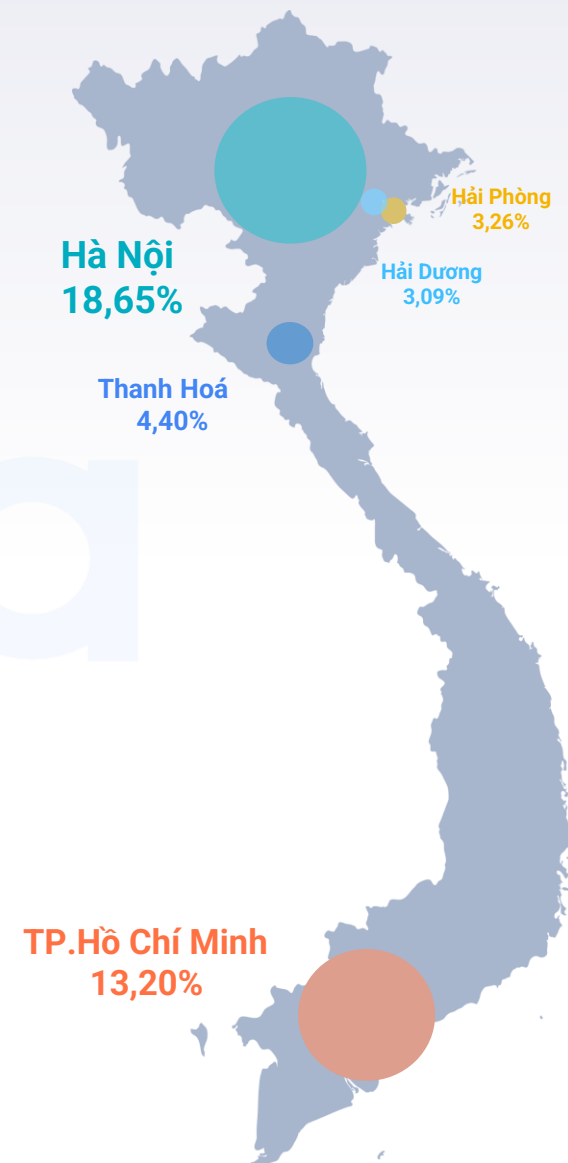 Hải Phòng
3,26%
Hà Nội
18,65%
Hải Dương
3,09%
Thanh Hoá
4,40%
a
TP.Hồ Chí Minh
13,20%